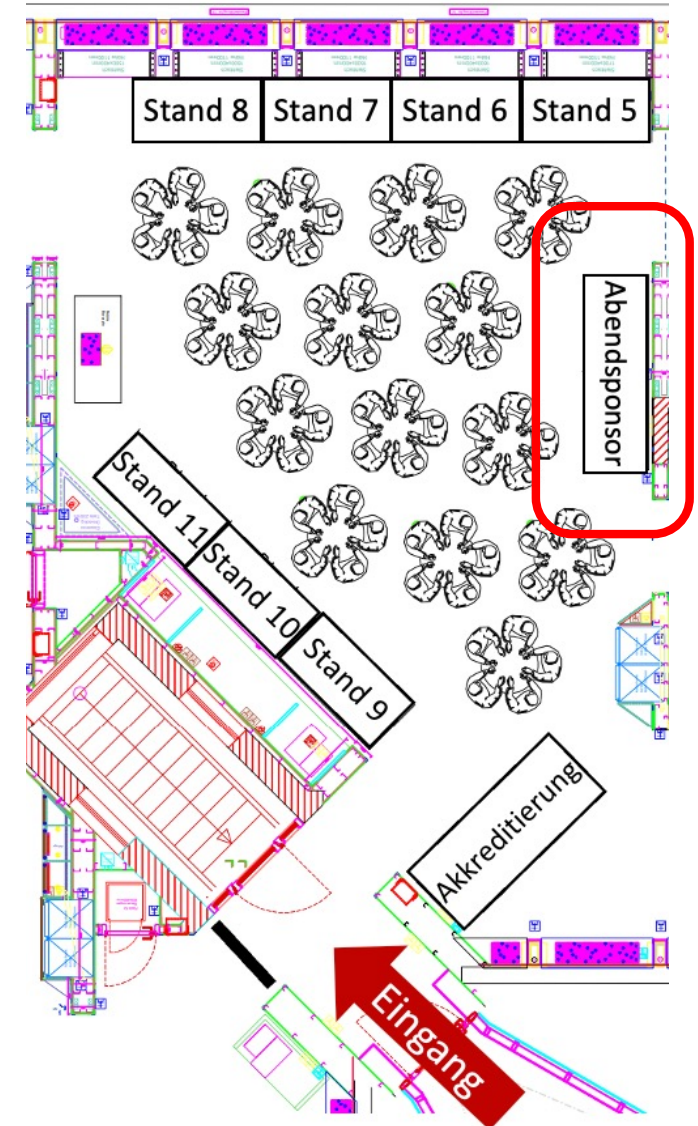 Stand 8
Stand 7
Stand 6
Stand 5
Abendsponsor
Stand 11
Stand 10
Stand 9
Akkreditierung
Eingang